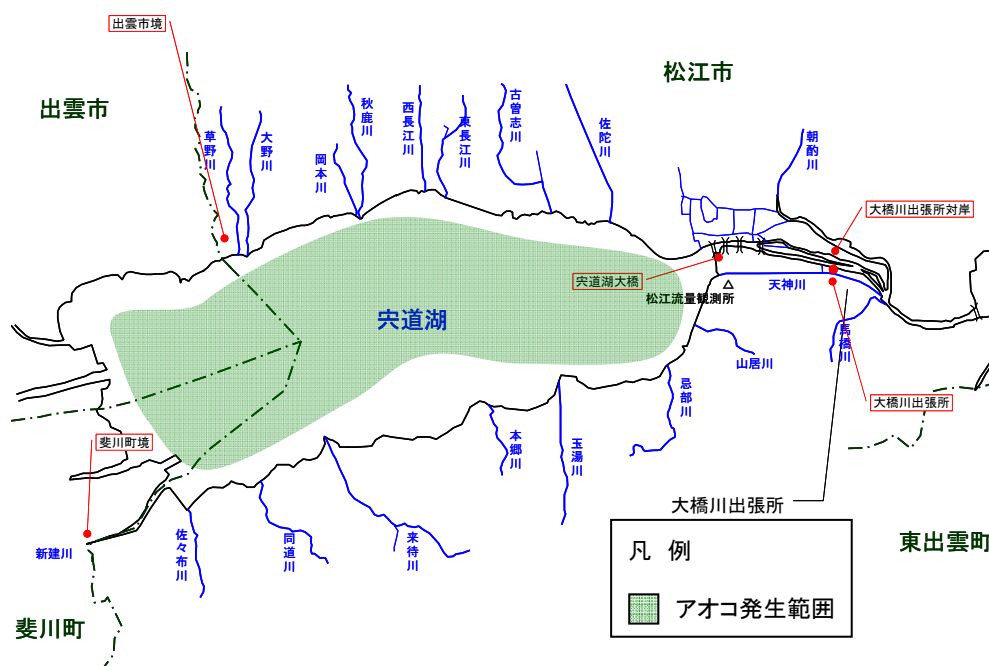 出雲市境
松江市
出雲市
草野川
大野川
岡本川
秋鹿川
西長江川
東長江川
古曽志川
佐陀川
朝酌川
大橋川出張所対岸
宍道湖大橋
天神川
松江流量観測所
宍道湖
馬橋川
山居川
忌部川
大橋川出張所
斐川町境
本郷川
玉湯川
大橋川出張所
新建川
佐々布川
同道川
来待川
東出雲町
斐川町
凡 例
アオコ発生範囲